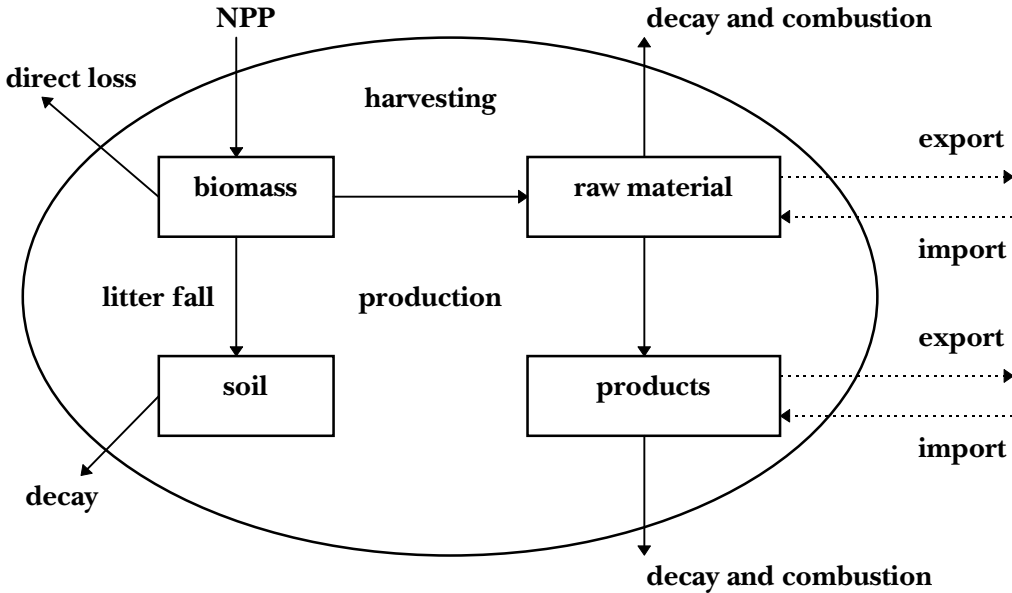 NPP
decay and combustion
direct loss
harvesting
export
biomass
raw material
import
litter fall
production
export
soil
products
import
decay
decay and combustion